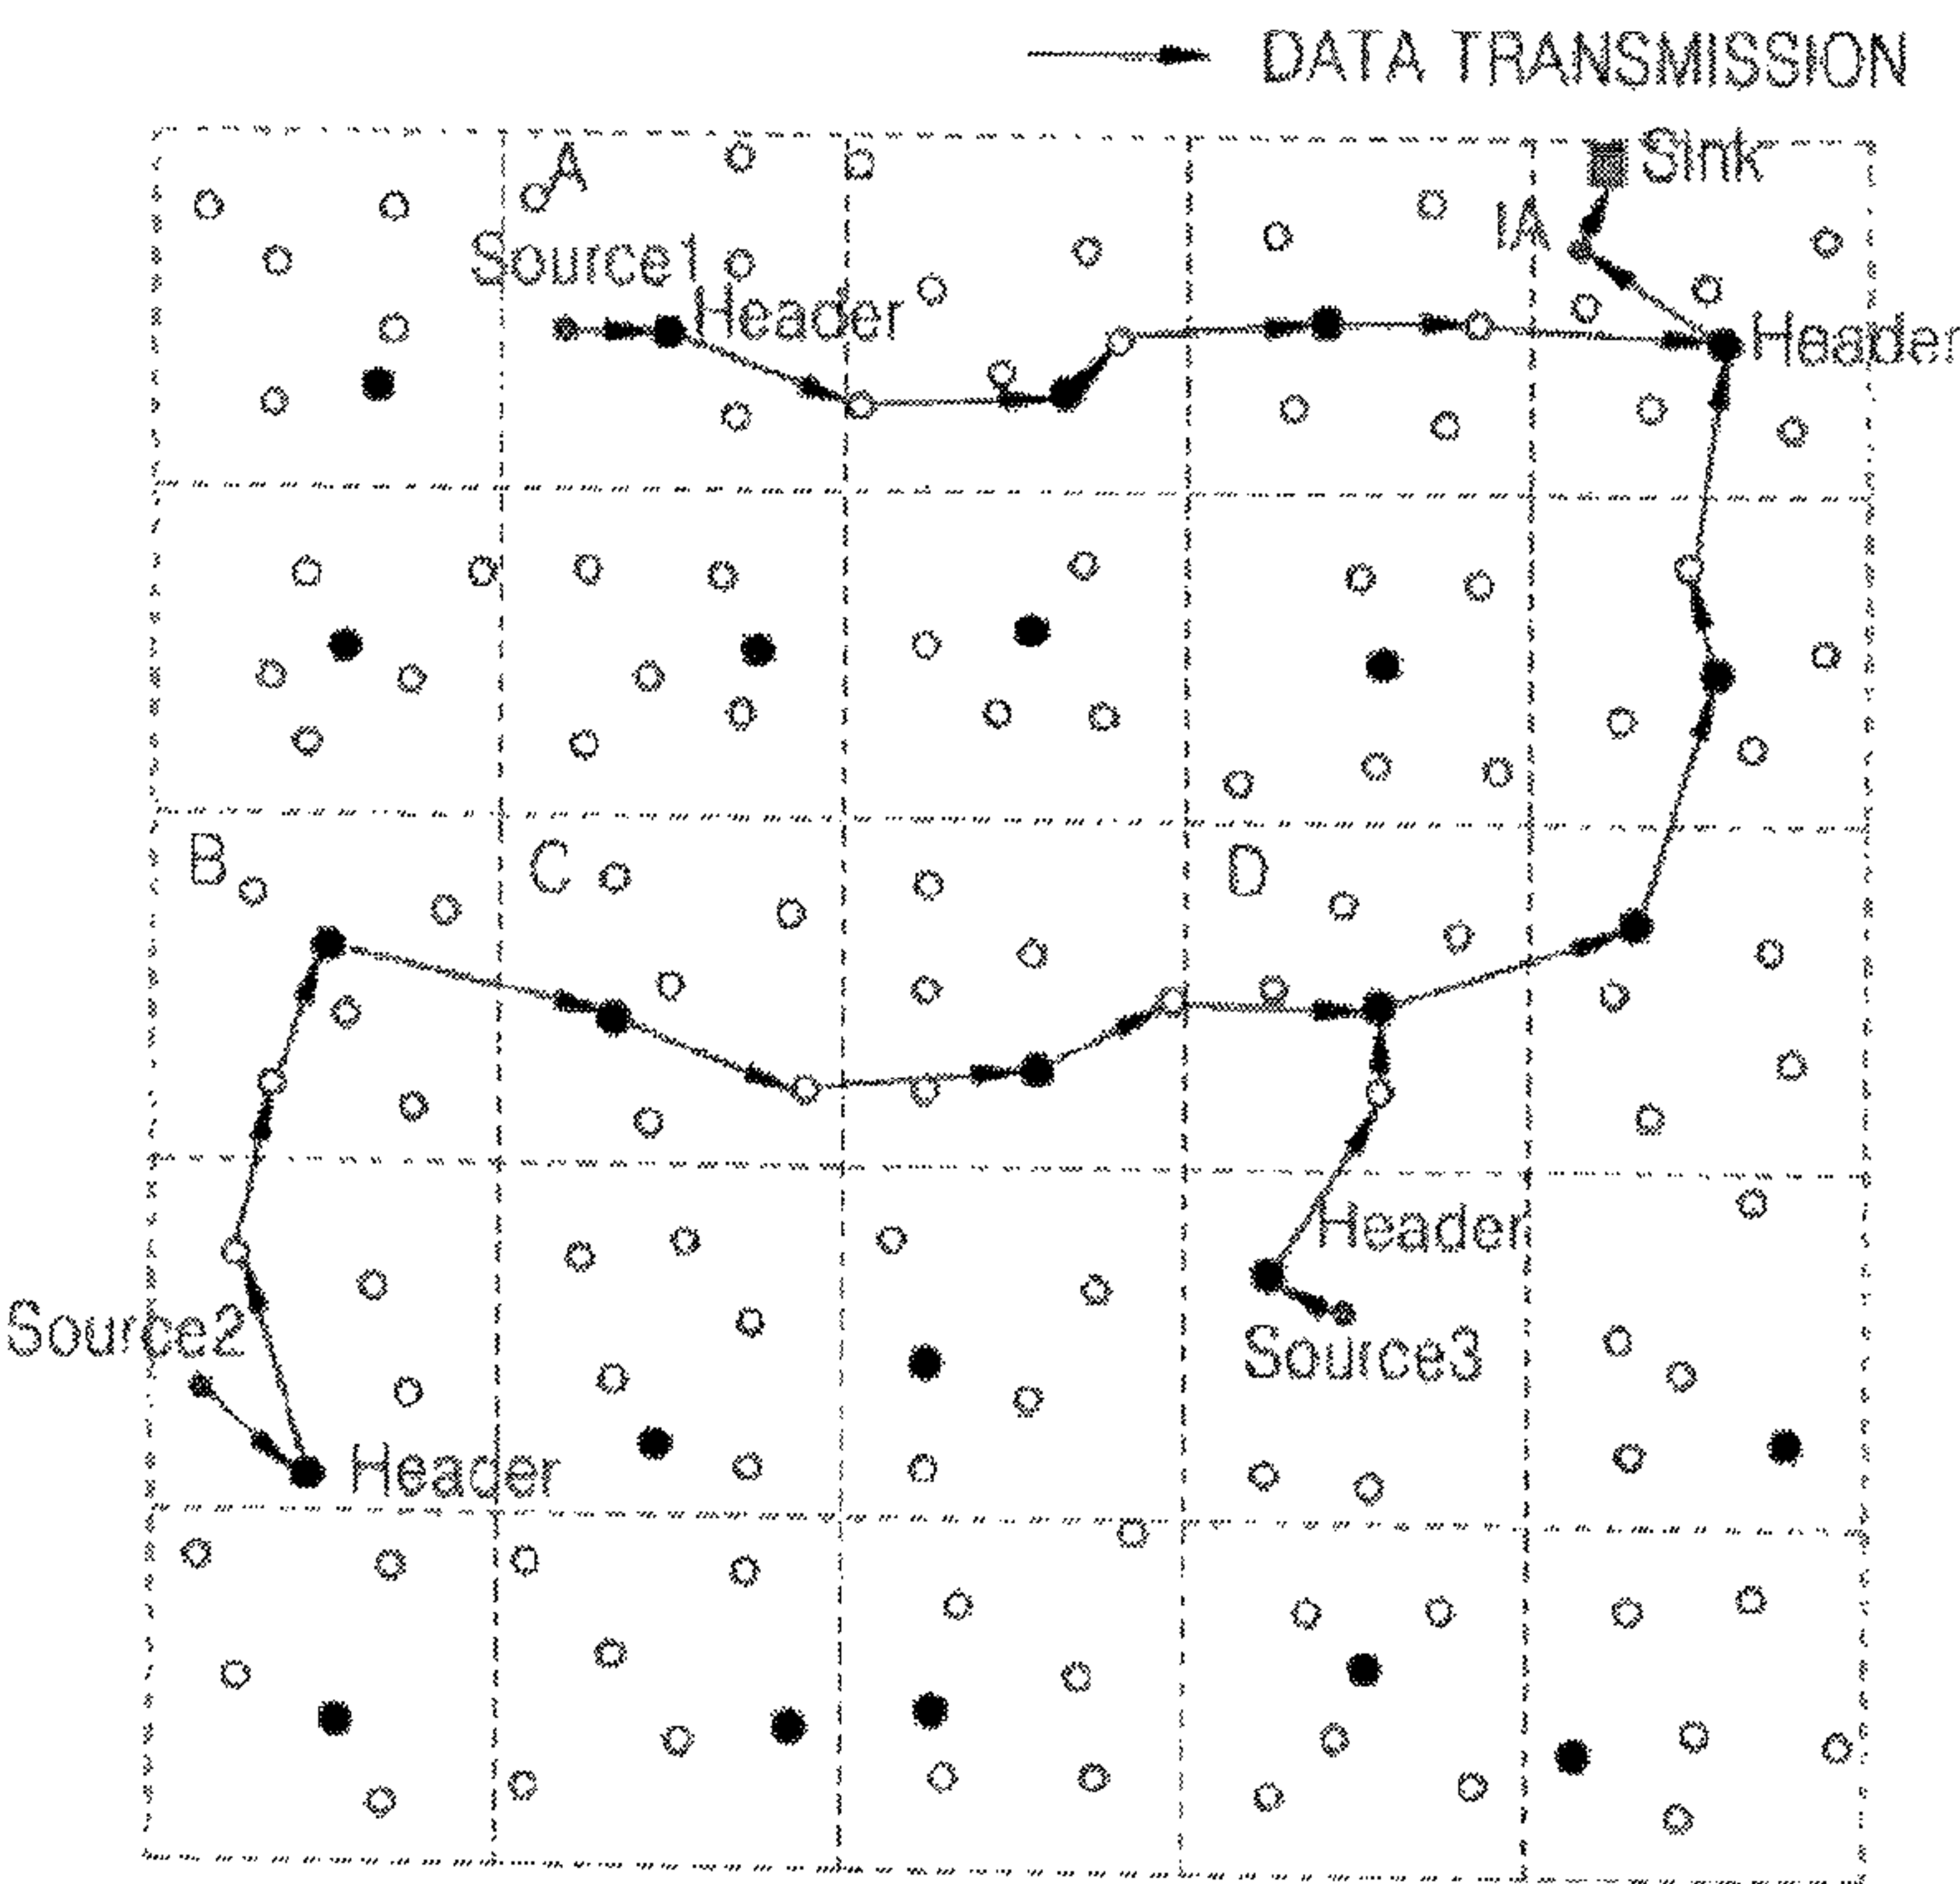 DATA TRANSMISSION
A
Sink
IA
Source1
Header
Header
B
C
D
Header
Source2
Source3
Header